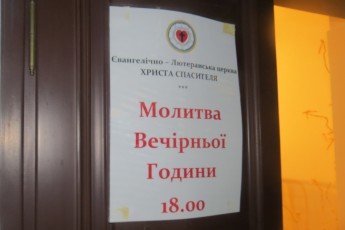 Євангелічно – Лютеранська церква
ХРИСТА СПАСИТЕЛЯ
***
Молитва
Вечірньої
Години
18.00